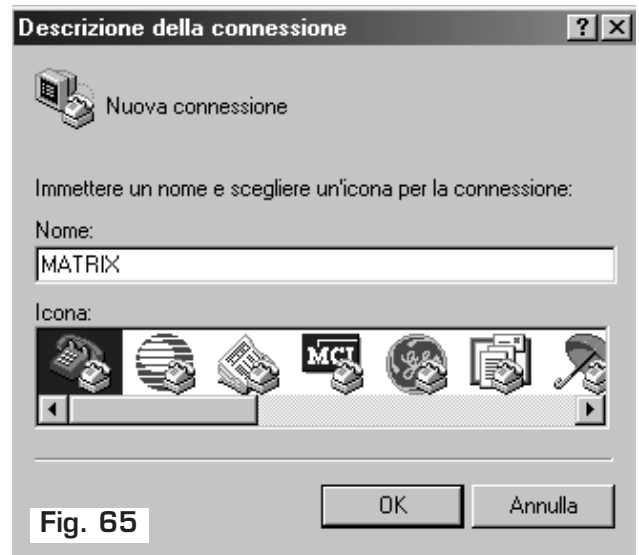 Descrizione della connessione
Nuova connessione
Immettere un nome e scegliere un'icona per la connessione:
Nome:
MATRIX
Icona:
MCI
OK Annulla
Fig. 65